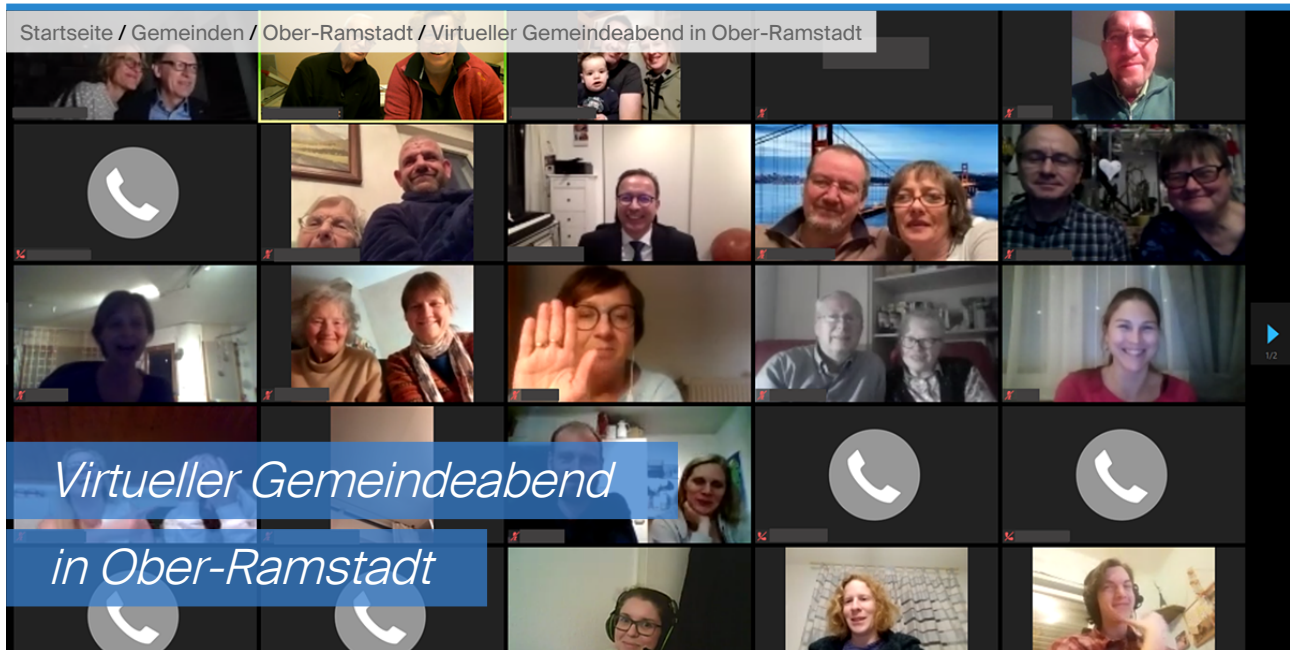 Startseite / Gemeinden / Ober-Ramstadt / Virtueller Gemeindeabend in Ober-Ramstadt
1/2
Virtueller Gemeindeabend
in Ober-Ramstadt